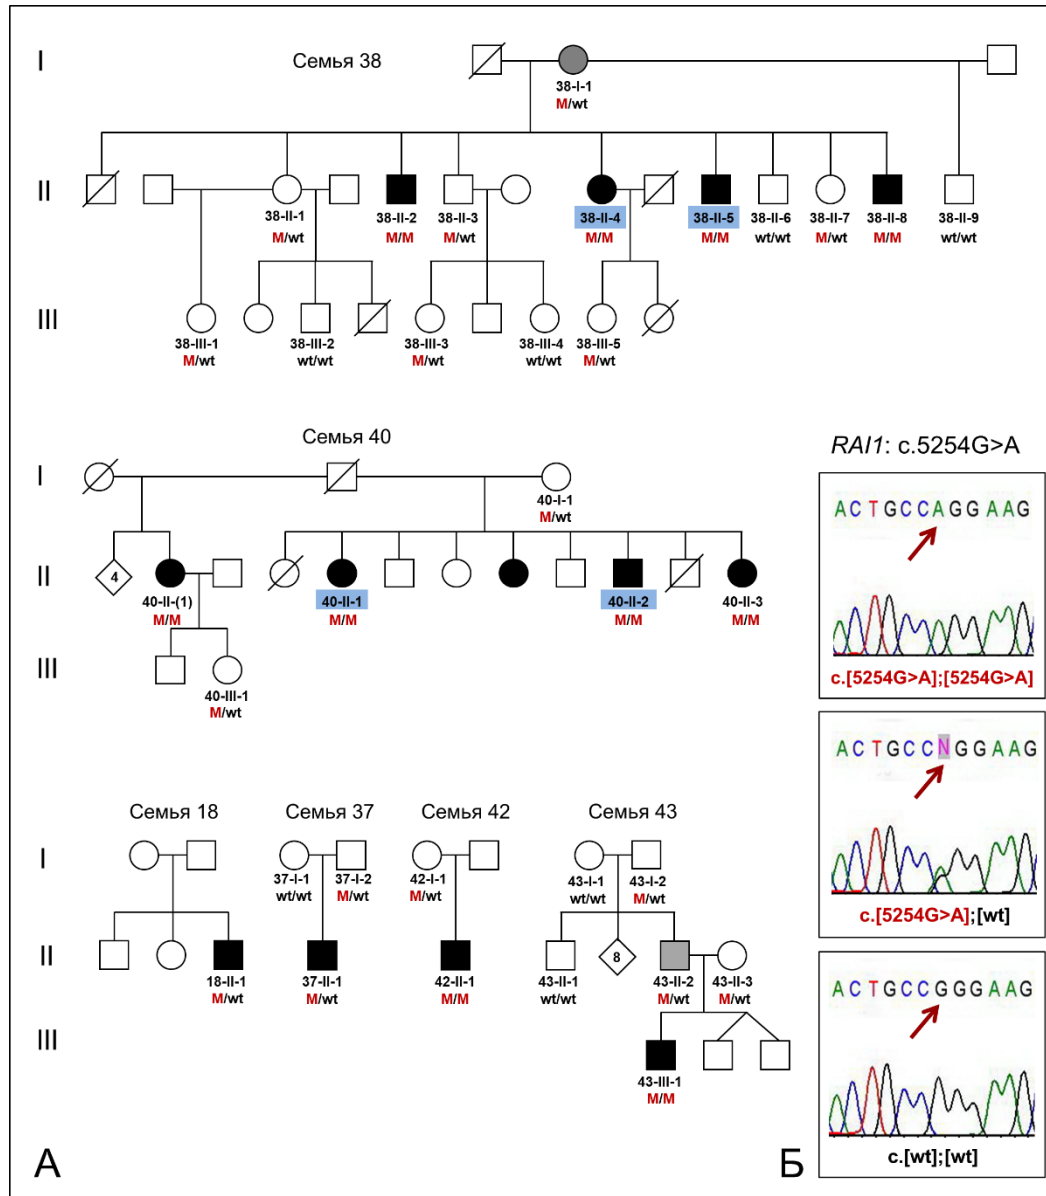 Семья 38
I
38-I-1
M/wt
II
38-II-1
M/wt
38-II-2
M/M
38-II-3
M/wt
38-II-4
M/M
38-II-5
M/M
38-II-6
wt/wt
38-II-7
M/wt
38-II-8
M/M
38-II-9
wt/wt
III
38-III-1
M/wt
38-III-2
wt/wt
38-III-3
M/wt
38-III-4
wt/wt
38-III-5
M/wt
Семья 40
I
40-I-1
M/wt
II
4
40-II-(1)
M/M
40-II-1
M/M
40-II-2
M/M
40-II-3
M/M
III
40-III-1
M/wt
Семья 18
Семья 37
Семья 42
Семья 43
I
37-I-1
wt/wt
37-I-2
M/wt
42-I-1
M/wt
43-I-1
wt/wt
43-I-2
M/wt
II
18-II-1
M/wt
37-II-1
M/wt
42-II-1
M/M
43-II-1
wt/wt
8
43-II-2
M/wt
43-II-3
M/wt
III
43-III-1
M/M
А
RAI1: c.5254G>A
ACTGCCAGGAAG
c.[5254G>A];[5254G>A]
ACTGCCNGGAAG
c.[5254G>A];[wt]
ACTGCCGGGAAG
c.[wt];[wt]
Б